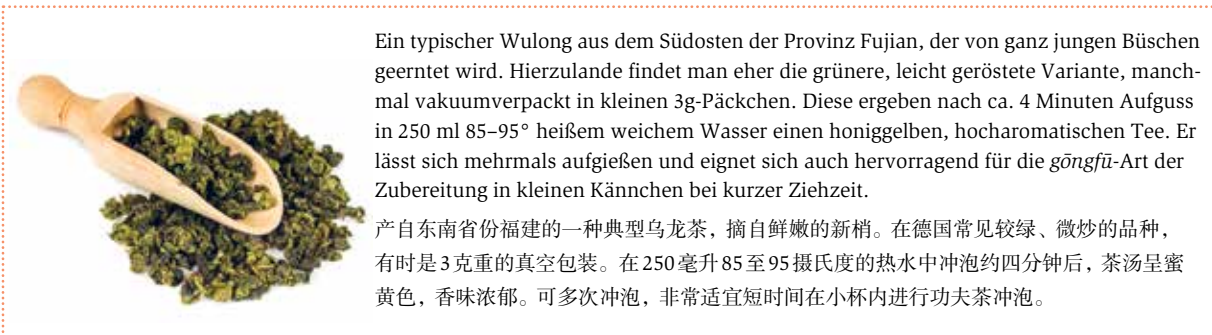 Ein typischer Wulong aus dem Südosten der Provinz Fujian, der von ganz jungen Büschen
geerntet wird. Hierzulande findet man eher die grünere, leicht geröstete Variante, manch-
mal vakuumverpackt in kleinen 3g-Päckchen. Diese ergeben nach ca. 4 Minuten Aufguss
in 250 ml 85–95° heißem weichem Wasser einen honiggelben, hocharomatischen Tee. Er
lässt sich mehrmals aufgießen und eignet sich auch hervorragend für die gōngfū-Art der
Zubereitung in kleinen Kännchen bei kurzer Ziehzeit.
产自东南省份福建的一种典型乌龙茶，摘自鲜嫩的新梢。在德国常见较绿、微炒的品种，
有时是3克重的真空包装。在250毫升85至95摄氏度的热水中冲泡约四分钟后，茶汤呈蜜
黄色，香味浓郁。可多次冲泡，非常适宜短时间在小杯内进行功夫茶冲泡。